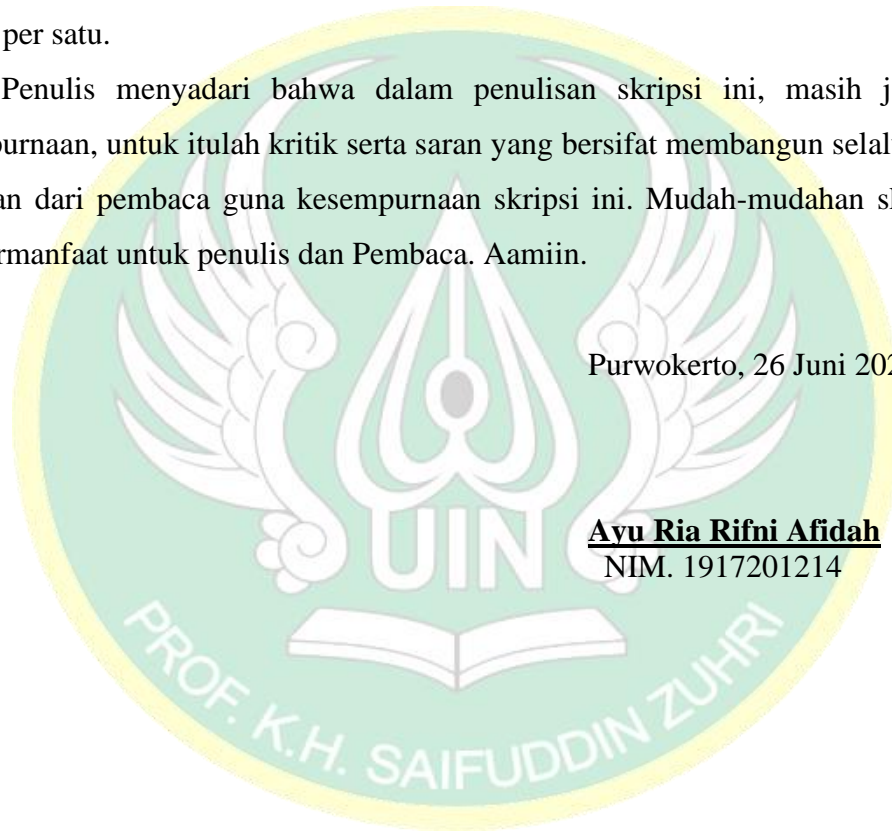 per satu.
Penulis menyadari bahwa dalam penulisan skripsi ini, masih j
purnaan, untuk itulah kritik serta saran yang bersifat membangun selal
an dari pembaca guna kesempurnaan skripsi ini. Mudah-mudahan sk
rmanfaat untuk penulis dan Pembaca. Aamiin.
Purwokerto, 26 Juni 202
Ayu Ria Rifni Afidah
NIM. 1917201214
UIN
PROF. K.H. SAIFUDDIN ZUHRI